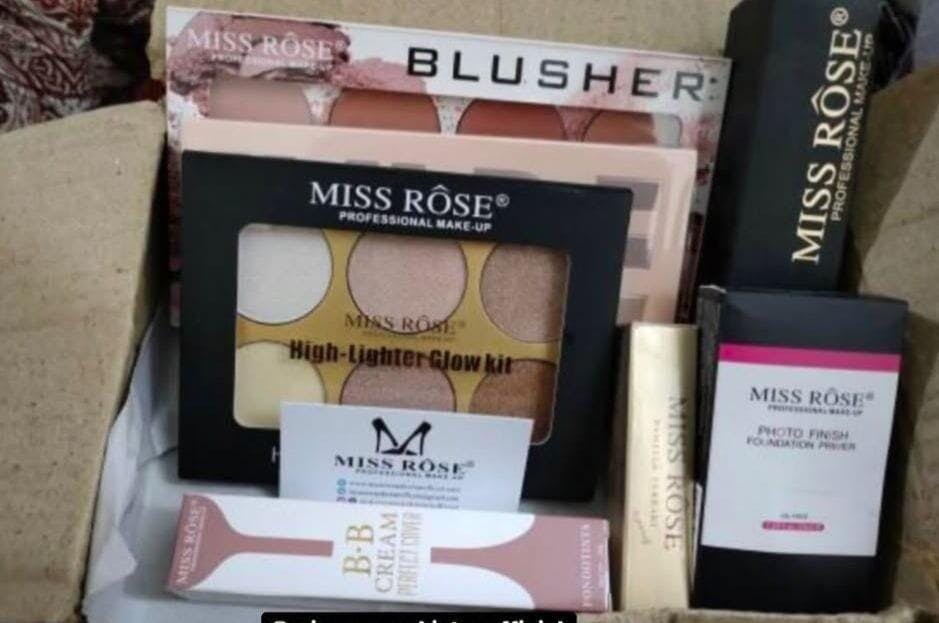 MISS RÔSE
PROFESSIONAL MAKE-UP
BLUSHER
MISS RÔSE®
PROFESSIONAL MAKE-UP
MISS RÔSE®
PROFESSIONAL MAKE-UP
MISS RÔSE®
High-Lighter Glow kit
MISS RÔSE®
PROFESSIONAL MAKE-UP
MISS RÔSE
B·B
CREAM
PERFECT COVER
MISS ROSE
MISS RÔSE®
PROFESSIONAL MAKE-UP
PHOTO FINISH
FOUNDATION PRIMER
OIL-FREE